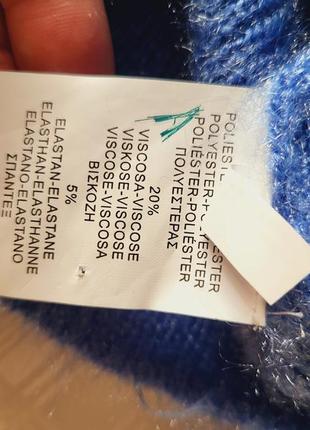 POLYESTER-POLYESTER
POLIÉSTER-POLIÉSTER
ΠΟΛΥΕΣΤΕΡΑΣ
20%
VISCOSA-VISCOSE
VISKOSE-VISCOSE
VISCOSE-VISCOSA
ΒΙΣΚΟΖΗ
5%
ELASTAN-ELASTANE
ELASTHAN-ELASTHANNE
ELASTANO-ELASTANO
ΣΠΑΝΤΕΞ